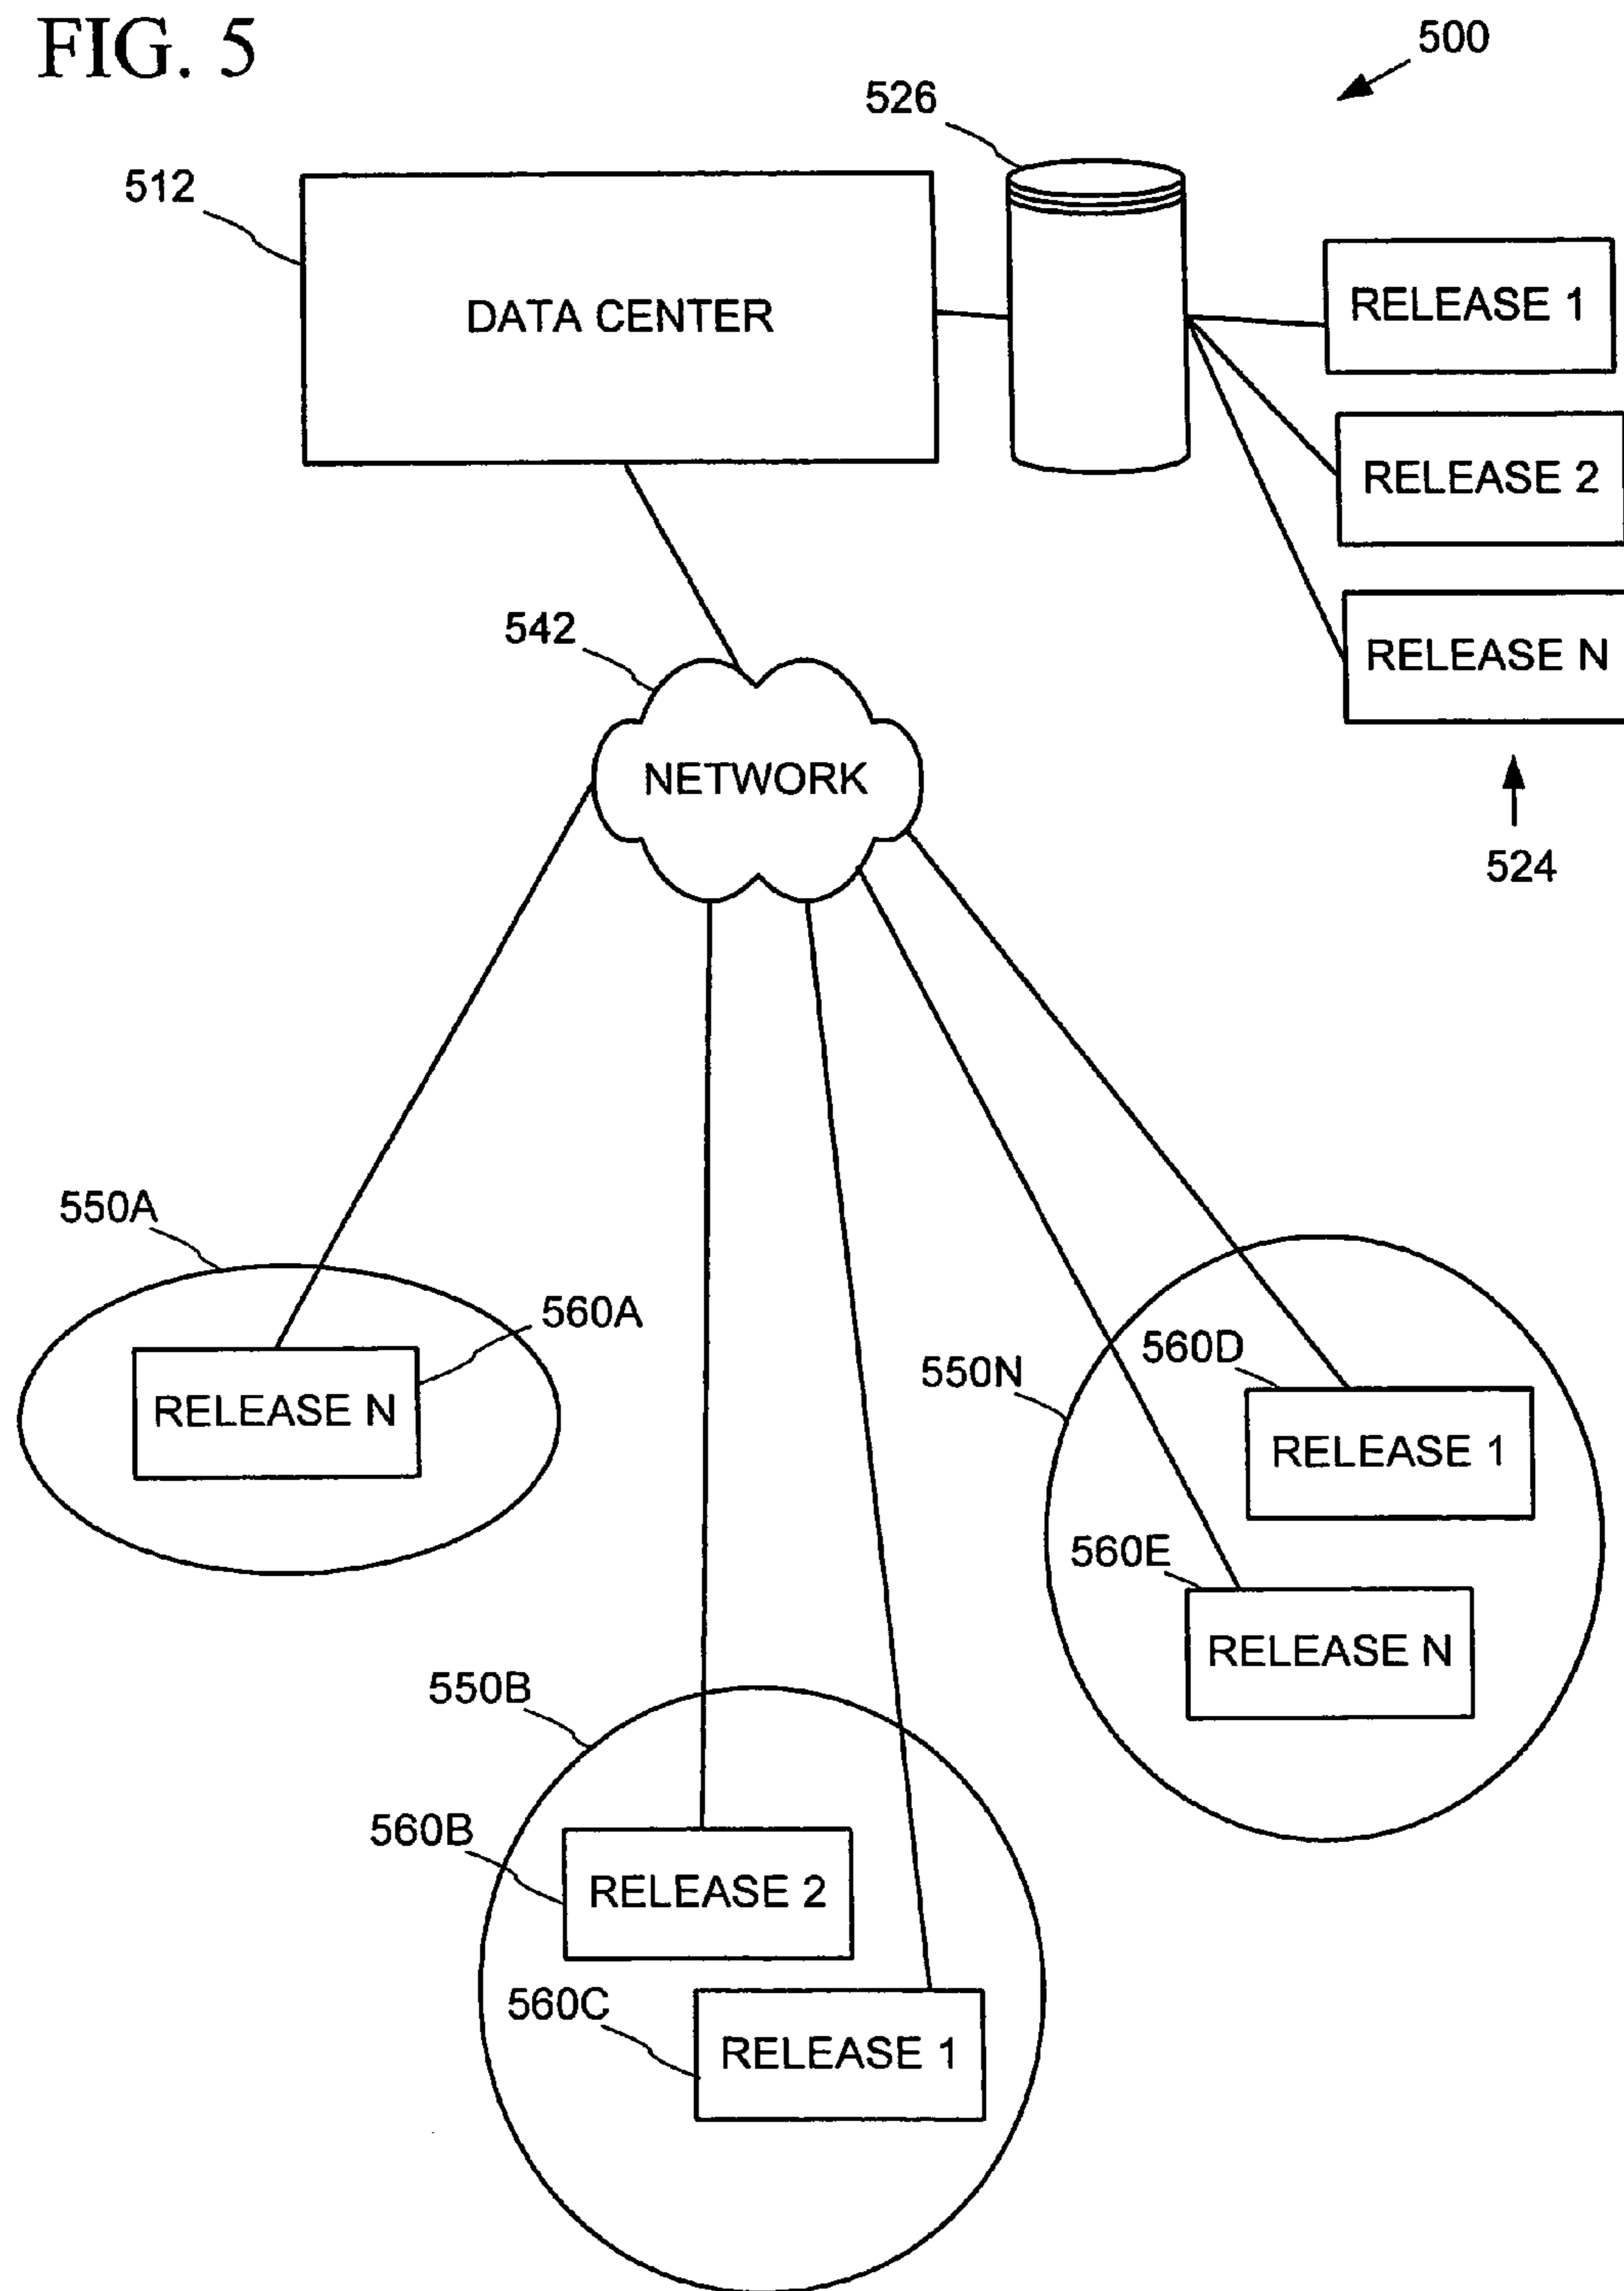 FIG. 5
500
526
512
DATA CENTER
RELEASE 1
RELEASE 2
RELEASE N
524
542
NETWORK
550A
560A
RELEASE N
550N
560D
RELEASE 1
560E
RELEASE N
550B
560B
RELEASE 2
560C
RELEASE 1